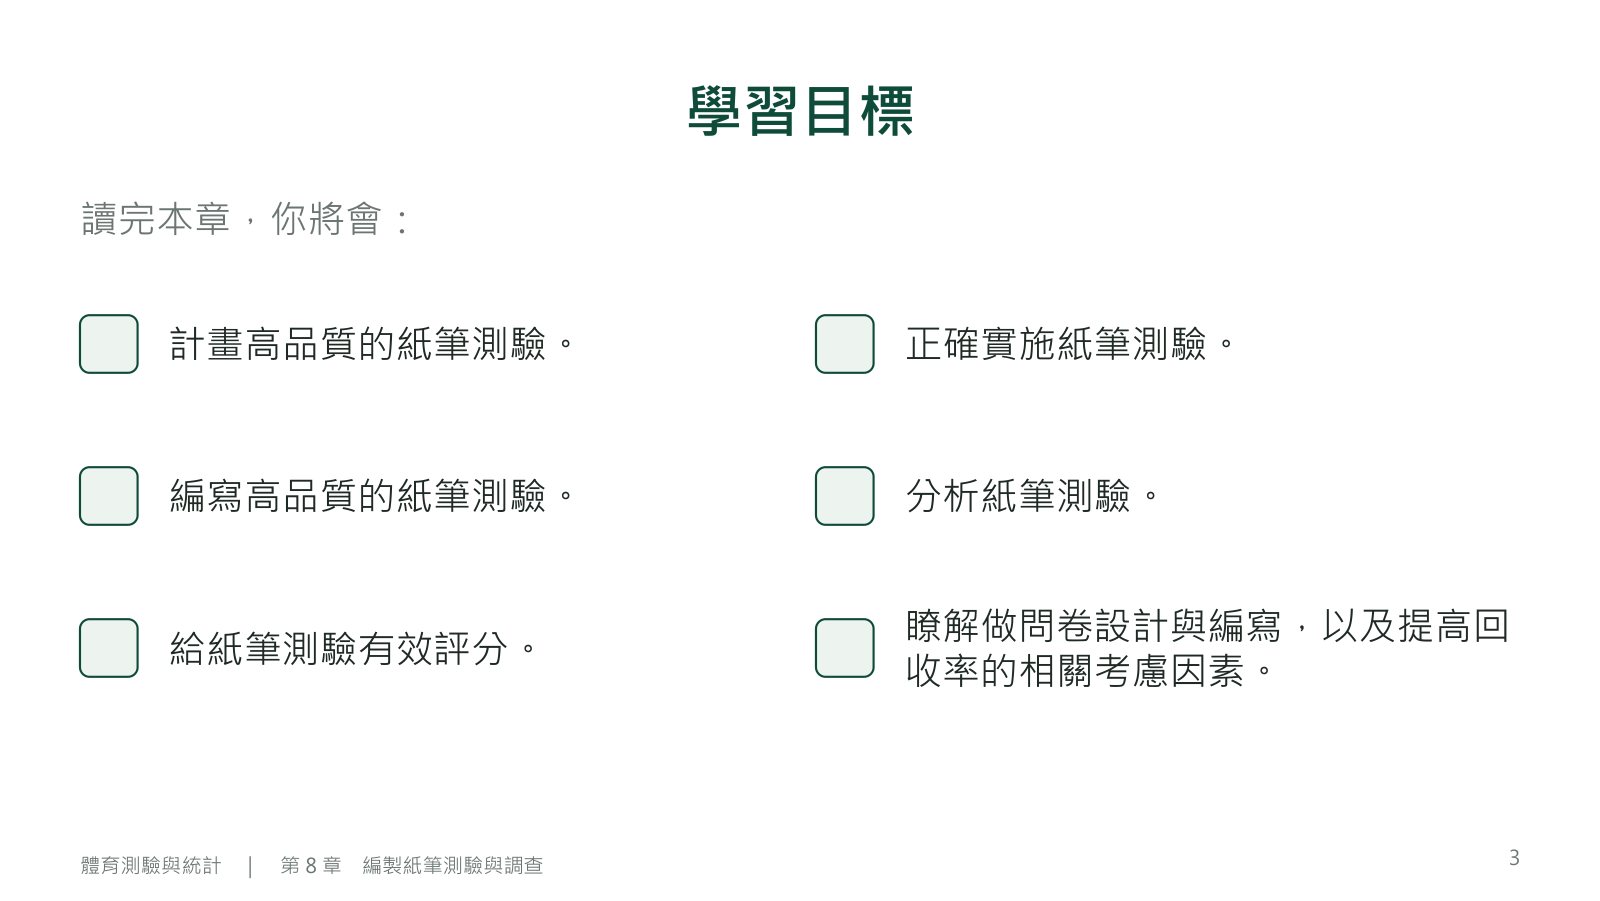 學習目標
讀完本章，你將會：
計畫高品質的紙筆測驗。
編寫高品質的紙筆測驗。
給紙筆測驗有效評分。
正確實施紙筆測驗。
分析紙筆測驗。
瞭解做問卷設計與編寫，以及提高回
收率的相關考慮因素。
體育測驗與統計　|　第 8 章　編製紙筆測驗與調查
3